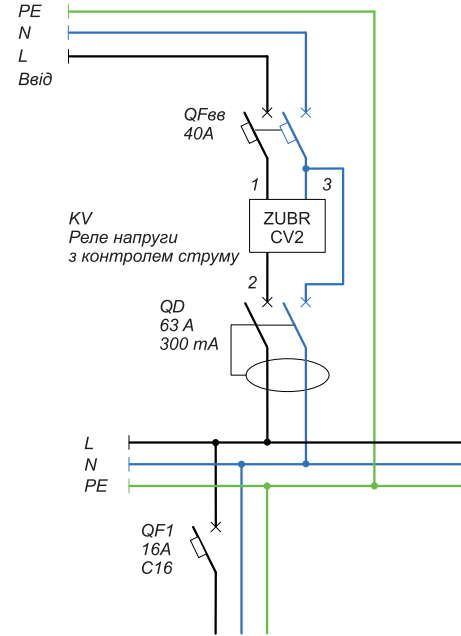 PE
N
L
Ввід
QFвв
40A
1
3
KV
Реле напруги
з контролем струму
ZUBR
CV2
2
QD
63 A
300 mA
L
N
PE
QF1
16A
C16